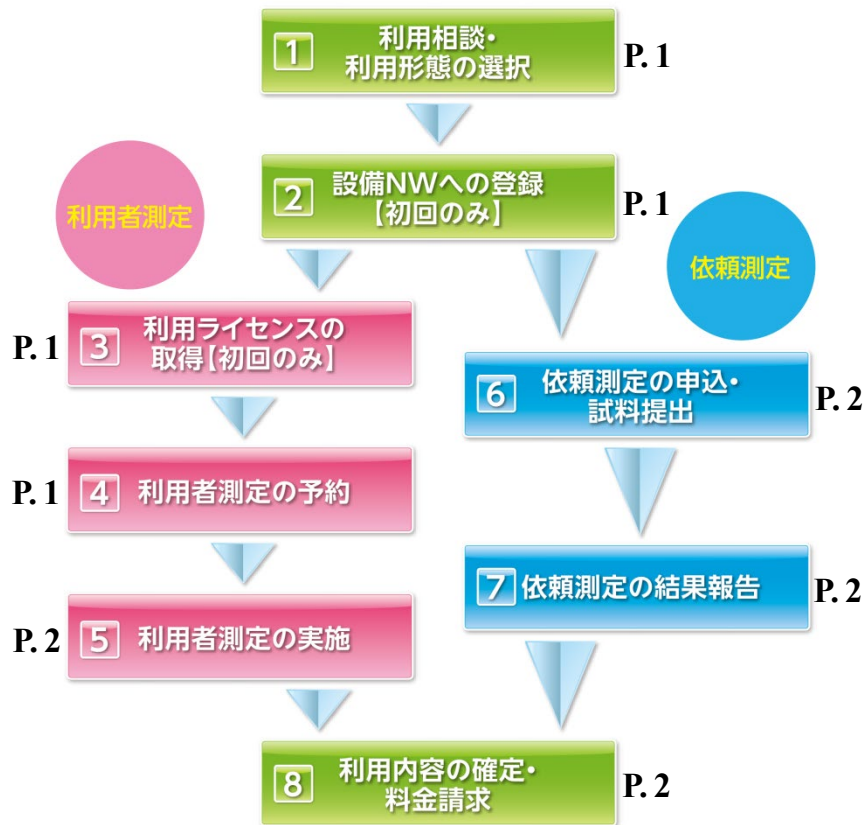 1
利用相談・
利用形態の選択
P. 1
2
設備NWへの登録
【初回のみ】
P. 1
利用者測定
依頼測定
P. 1
3
利用ライセンスの
取得【初回のみ】
6
依頼測定の申込・
試料提出
P. 2
P. 1
4
利用者測定の予約
7
依頼測定の結果報告
P. 2
P. 2
5
利用者測定の実施
8
利用内容の確定・
料金請求
P. 2